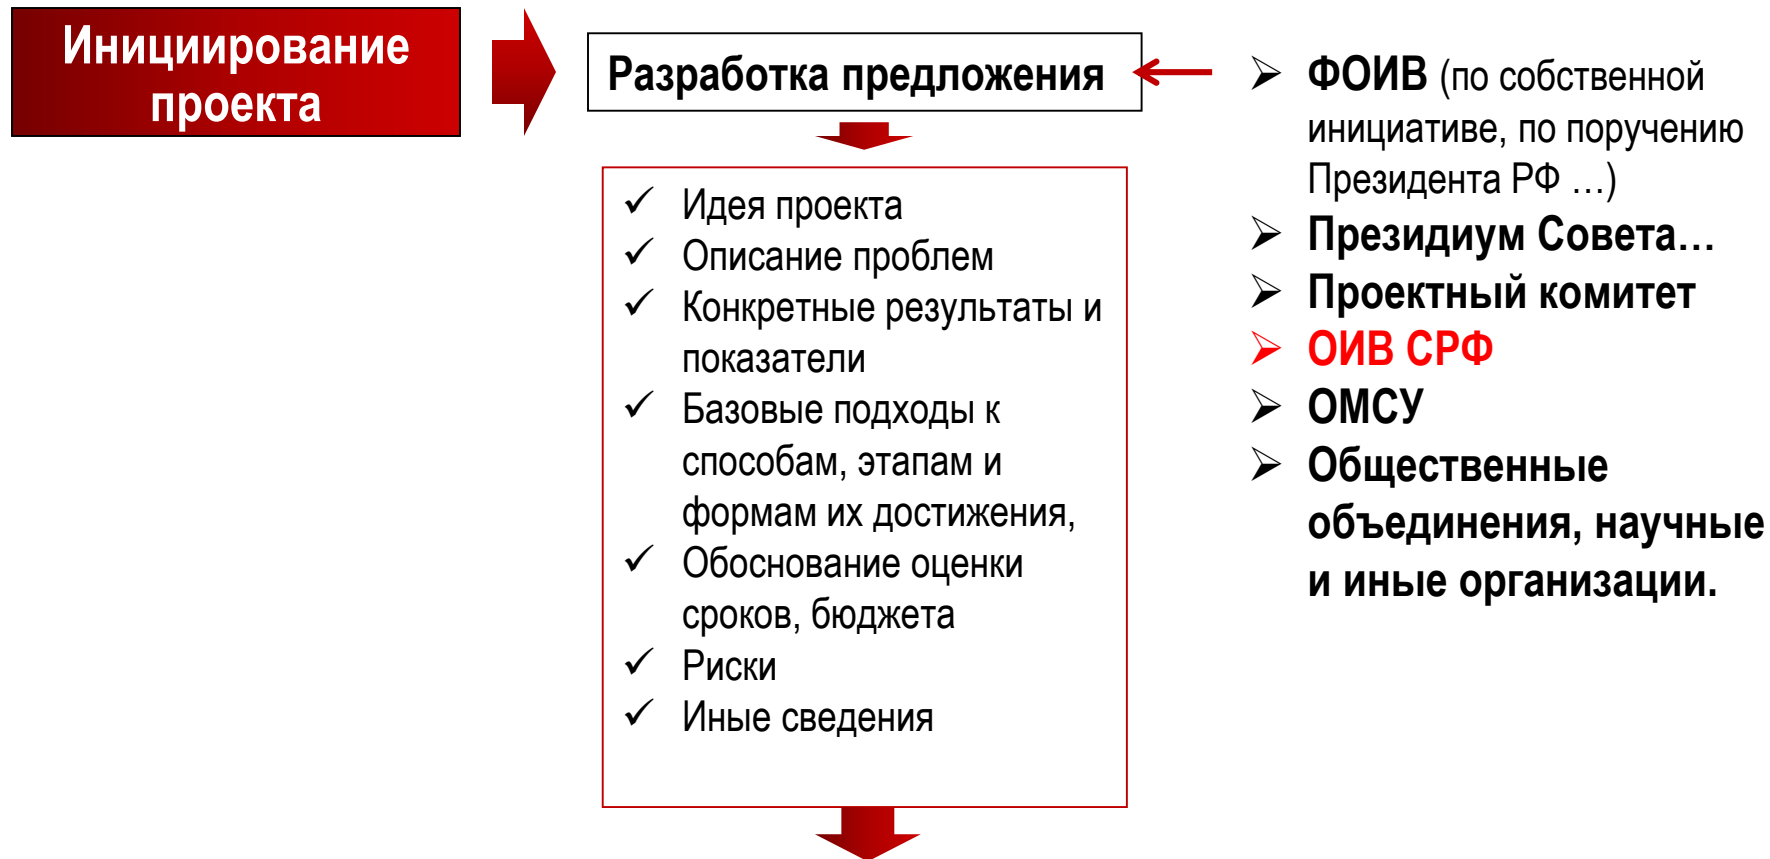 Инициирование
проекта
Разработка предложения
Идея проекта
Описание проблем
Конкретные результаты и
показатели
Базовые подходы к
способам, этапам и
формам их достижения,
Обоснование оценки
сроков, бюджета
Риски
Иные сведения
ФОИВ (по собственной
инициативе, по поручению
Президента РФ …)
Президиум Совета…
Проектный комитет
ОИВ СРФ
ОМСУ
Общественные
объединения, научные
и иные организации.